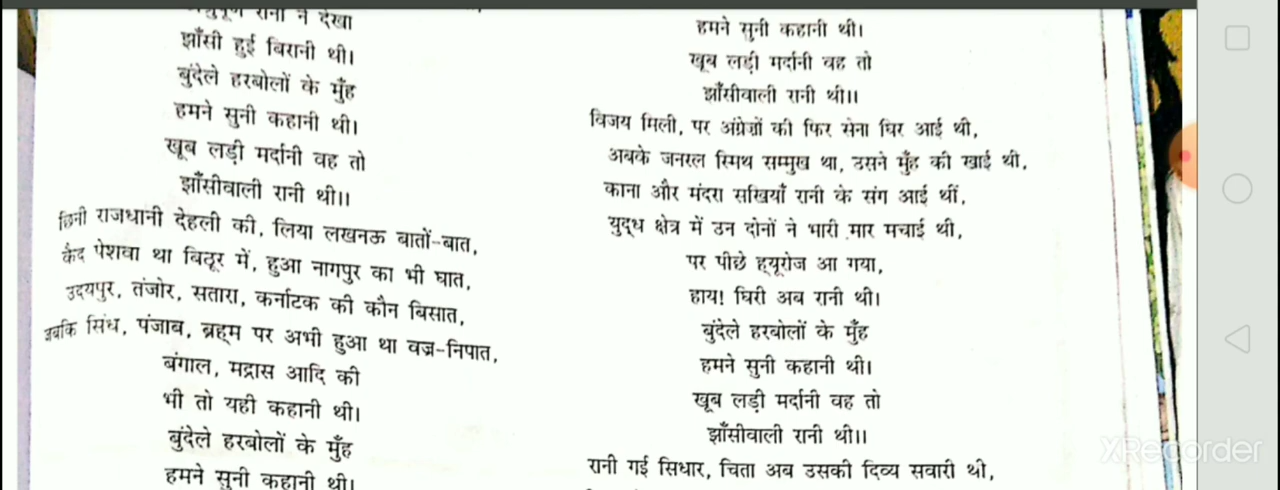 रानी ने देखा
झाँसी हुई बिरानी थी।
बुंदेले हरबोलों के मुँह
हमने सुनी कहानी थी।
खूब लड़ी मर्दानी वह तो
झाँसीवाली रानी थी।।
छिनी राजधानी देहली की, लिया लखनऊ बातों-बात,
कैद पेशवा था बिठूर में, हुआ नागपुर का भी घात,
उदयपुर, तंजोर, सतारा, कर्नाटक की कौन बिसात,
जबकि सिंध, पंजाब, ब्रह्म पर अभी हुआ था वज्र-निपात,
बंगाल, मद्रास आदि की
भी तो यही कहानी थी।
बुंदेले हरबोलों के मुँह
हमने सुनी कहानी थी।
हमने सुनी कहानी थी।
खूब लड़ी मर्दानी वह तो
झाँसीवाली रानी थी।।
विजय मिली, पर अंग्रेज़ों की फिर सेना घिर आई थी,
अबके जनरल स्मिथ सम्मुख था, उसने मुँह की खाई थी,
काना और मंदरा सखियाँ रानी के संग आई थीं,
युद्ध क्षेत्र में उन दोनों ने भारी मार मचाई थी,
पर पीछे ह्यूरोज आ गया,
हाय! घिरी अब रानी थी।
बुंदेले हरबोलों के मुँह
हमने सुनी कहानी थी।
खूब लड़ी मर्दानी वह तो
झाँसीवाली रानी थी।।
रानी गई सिधार, चिता अब उसकी दिव्य सवारी थी,
XRecorder